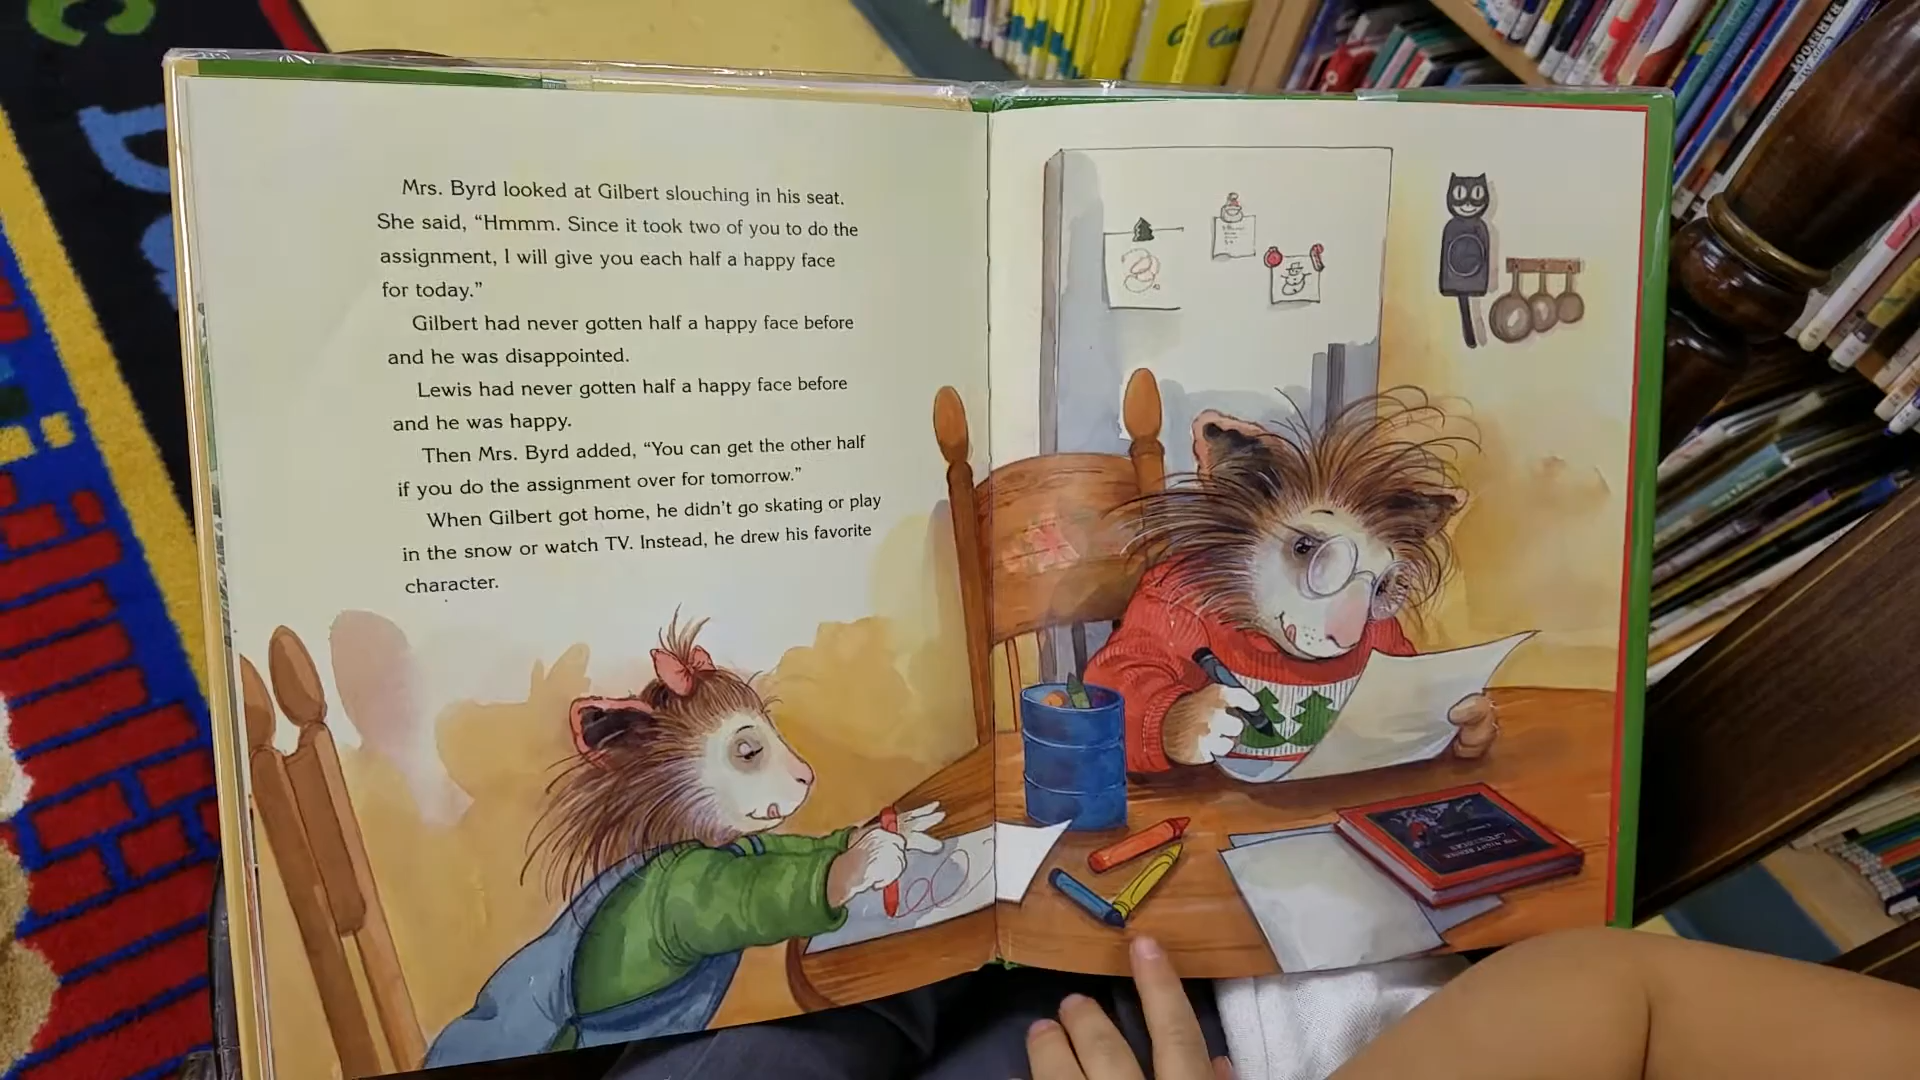 Mrs. Byrd looked at Gilbert slouching in his seat.
She said, “Hmmm. Since it took two of you to do the
assignment, I will give you each half a happy face
for today.”
Gilbert had never gotten half a happy face before
and he was disappointed.
Lewis had never gotten half a happy face before
and he was happy.
Then Mrs. Byrd added, “You can get the other half
if you do the assignment over for tomorrow.”
When Gilbert got home, he didn’t go skating or play
in the snow or watch TV. Instead, he drew his favorite
character.